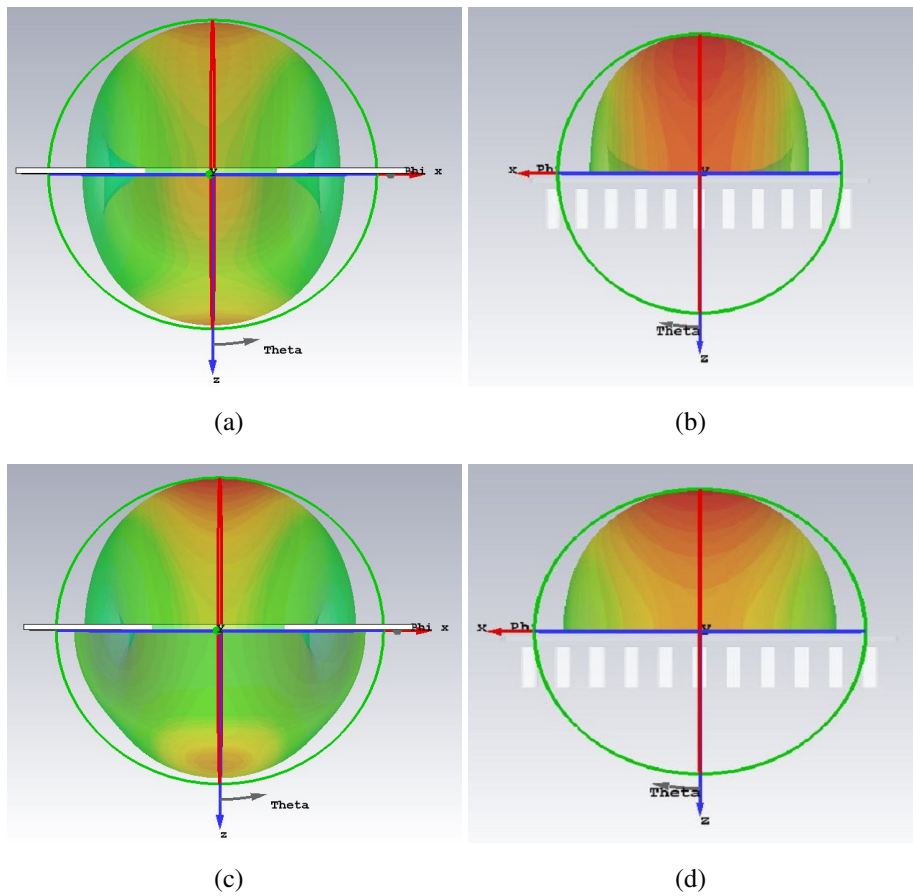 Y
Phi x
Theta
z
(a)
x Ph
Y
Theta
z
(b)
Y
Phi x
Theta
z
(c)
x Ph
Y
Theta
z
(d)